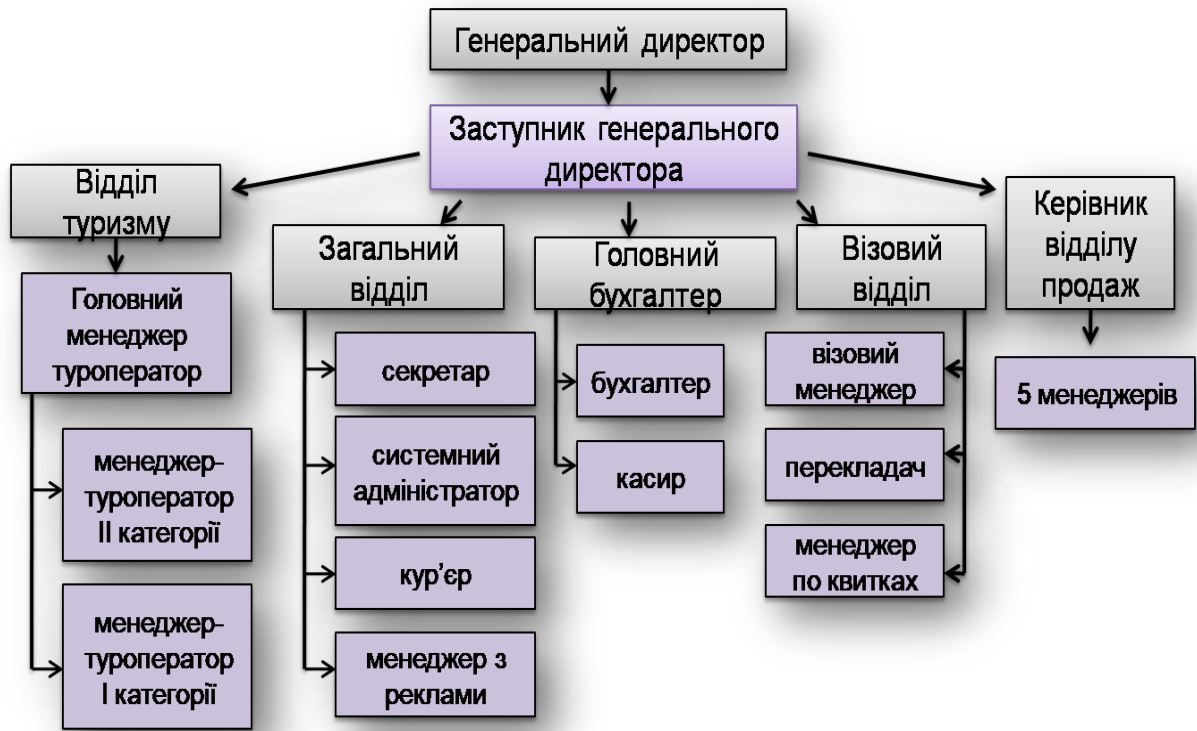 Генеральний директор
Заступник генерального
директора
Відділ
туризму
Головний
менеджер
туроператор
менеджер-
туроператор
ІІ категорії
менеджер-
туроператор
І категорії
Загальний
відділ
секретар
системний
адміністратор
кур’єр
менеджер з
реклами
Головний
бухгалтер
бухгалтер
касир
Візовий
відділ
візовий
менеджер
перекладач
менеджер
по квитках
Керівник
відділу
продаж
5 менеджерів